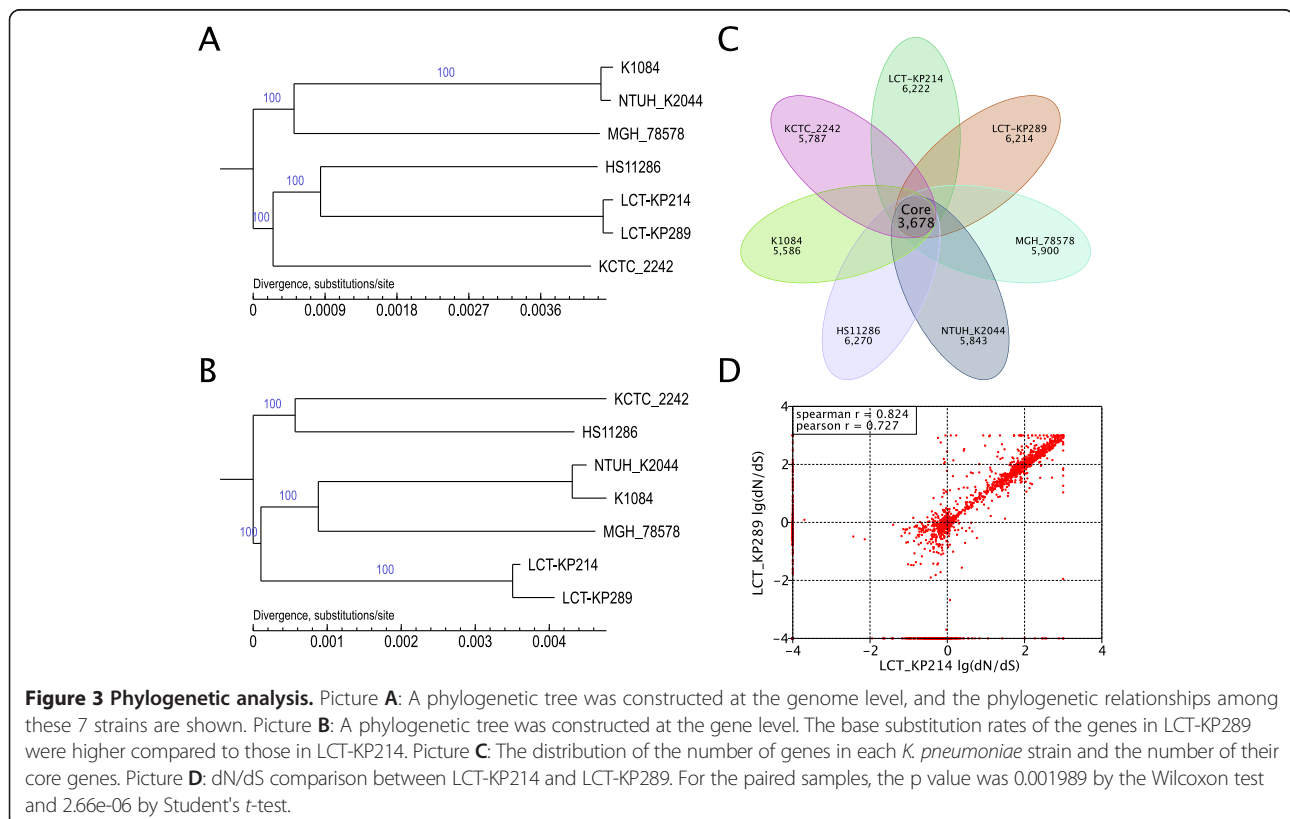 A
100
100
K1084
NTUH_K2044
MGH_78578
100
100
HS11286
LCT-KP214
LCT-KP289
KCTC_2242
Divergence, substitutions/site
0 0.0009 0.0018 0.0027 0.0036
B
100
KCTC_2242
HS11286
100
100
NTUH_K2044
K1084
MGH_78578
100
LCT-KP214
LCT-KP289
Divergence, substitutions/site
0 0.001 0.002 0.003 0.004
C
LCT-KP214
6,222
LCT-KP289
6,214
KCTC_2242
5,787
Core
3,678
K1084
5,586
MGH_78578
5,900
HS11286
6,270
NTUH_K2044
5,843
D
spearman r = 0.824
pearson r = 0.727
4
2
0
−2
−4
LCT_KP289 lg(dN/dS)
−4 −2 0 2 4
LCT_KP214 lg(dN/dS)
Figure 3 Phylogenetic analysis. Picture A: A phylogenetic tree was constructed at the genome level, and the phylogenetic relationships among
these 7 strains are shown. Picture B: A phylogenetic tree was constructed at the gene level. The base substitution rates of the genes in LCT-KP289
were higher compared to those in LCT-KP214. Picture C: The distribution of the number of genes in each K. pneumoniae strain and the number of their
core genes. Picture D: dN/dS comparison between LCT-KP214 and LCT-KP289. For the paired samples, the p value was 0.001989 by the Wilcoxon test
and 2.66e-06 by Student's t-test.